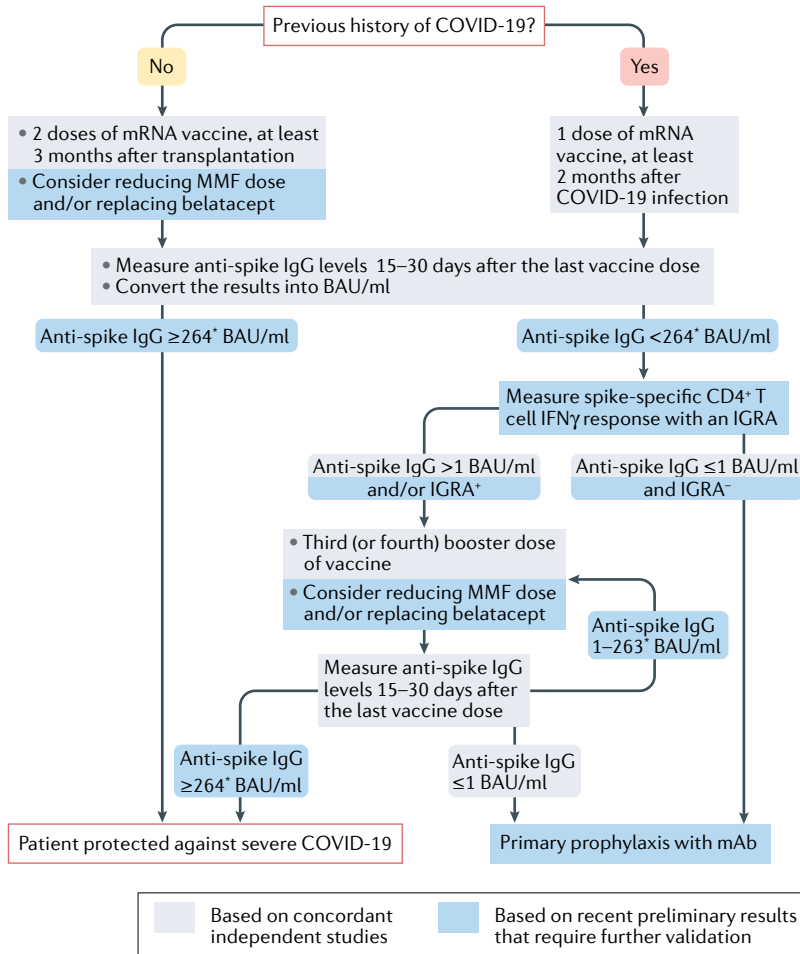 Previous history of COVID-19?
No
Yes
• 2 doses of mRNA vaccine, at least
3 months after transplantation
• Consider reducing MMF dose
and/or replacing belatacept
1 dose of mRNA
vaccine, at least
2 months after
COVID-19 infection
• Measure anti-spike IgG levels 15–30 days after the last vaccine dose
• Convert the results into BAU/ml
Anti-spike IgG ≥264* BAU/ml
Anti-spike IgG <264* BAU/ml
Measure spike-specific CD4⁺ T
cell IFNγ response with an IGRA
Anti-spike IgG >1 BAU/ml
and/or IGRA⁺
Anti-spike IgG ≤1 BAU/ml
and IGRA⁻
• Third (or fourth) booster dose
of vaccine
• Consider reducing MMF dose
and/or replacing belatacept
Anti-spike IgG
1–263* BAU/ml
Measure anti-spike IgG
levels 15–30 days after
the last vaccine dose
Anti-spike IgG
≥264* BAU/ml
Anti-spike IgG
≤1 BAU/ml
Patient protected against severe COVID-19
Primary prophylaxis with mAb
Based on concordant
independent studies
Based on recent preliminary results
that require further validation